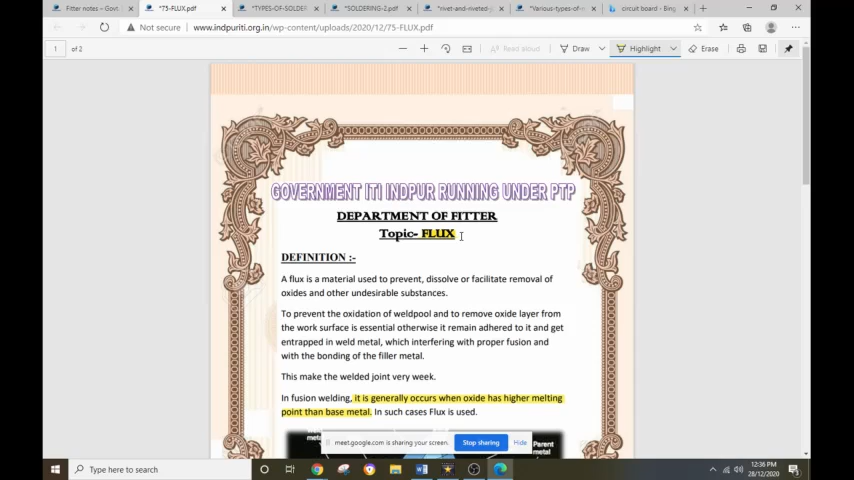 Fitter notes – Govt
*75-FLUX.pdf
*TYPES-OF-SOLDER
*SOLDERING-2.pdf
*rivet-and-riveted-j
*Various-types-of-
circuit board - Bing
Not secure | www.indpuriti.org.in/wp-content/uploads/2020/12/75-FLUX.pdf
1 of 2
Read aloud
Draw
Highlight
Erase
GOVERNMENT ITI INDPUR RUNNING UNDER PTP
DEPARTMENT OF FITTER
Topic- FLUX
DEFINITION :-
A flux is a material used to prevent, dissolve or facilitate removal of
oxides and other undesirable substances.
To prevent the oxidation of weldpool and to remove oxide layer from
the work surface is essential otherwise it remain adhered to it and get
entrapped in weld metal, which interfering with proper fusion and
with the bonding of the filler metal.
This make the welded joint very week.
In fusion welding, it is generally occurs when oxide has higher melting
point than base metal. In such cases Flux is used.
meet.google.com is sharing your screen.
Stop sharing
Hide
Parent
metal
Type here to search
12:36 PM
28/12/2020